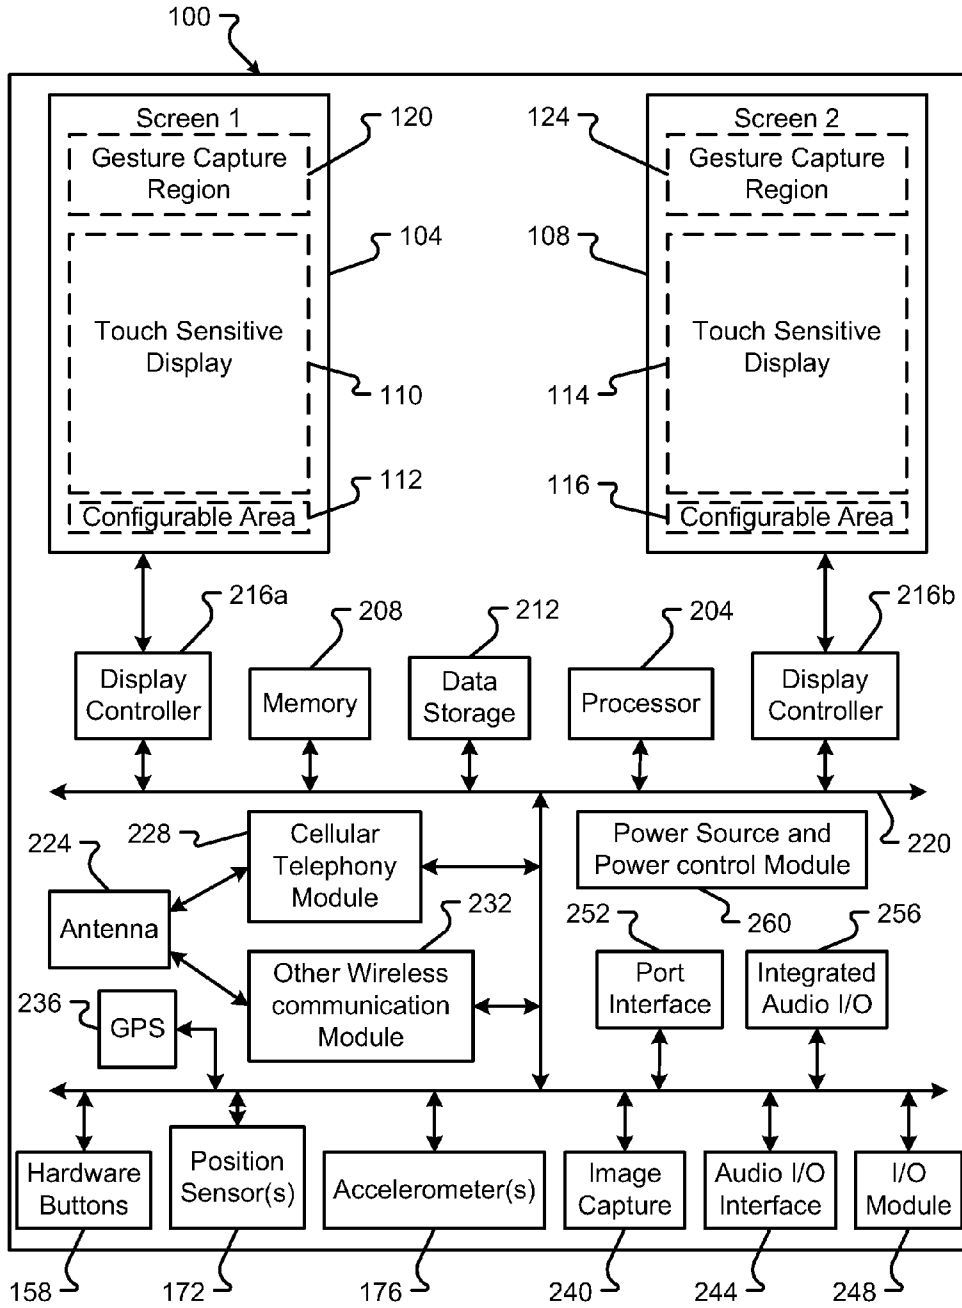 100
Screen 1
Gesture Capture
Region
120
Touch Sensitive
Display
104
110
Configurable Area
112
Screen 2
Gesture Capture
Region
124
Touch Sensitive
Display
108
114
Configurable Area
116
216a
Display
Controller
208
Memory
212
Data
Storage
204
Processor
216b
Display
Controller
220
228
Cellular
Telephony
Module
224
Antenna
232
Other Wireless
communication
Module
Power Source and
Power control Module
260
252
Port
Interface
256
Integrated
Audio I/O
236
GPS
Hardware
Buttons
158
Position
Sensor(s)
172
Accelerometer(s)
176
Image
Capture
240
Audio I/O
Interface
244
I/O
Module
248